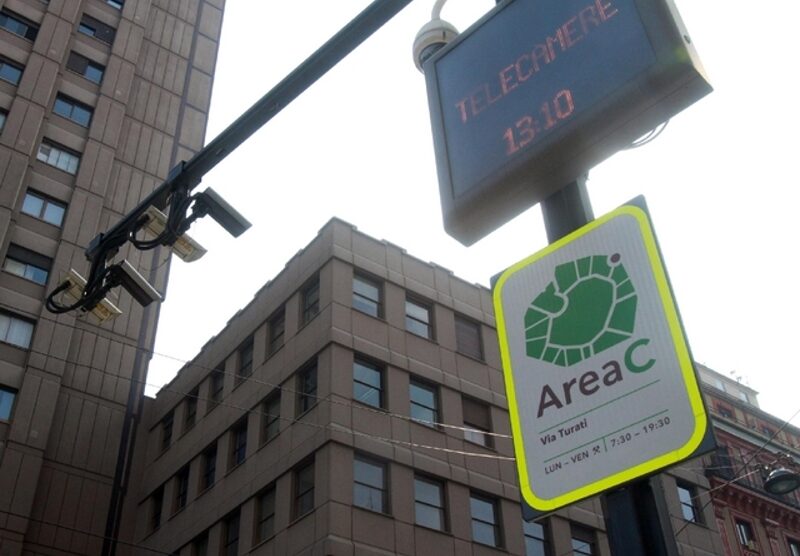 TELECAMERE
13:10
Area C
Via Turati
LUN - VEN ⚒ 7:30 - 19:30